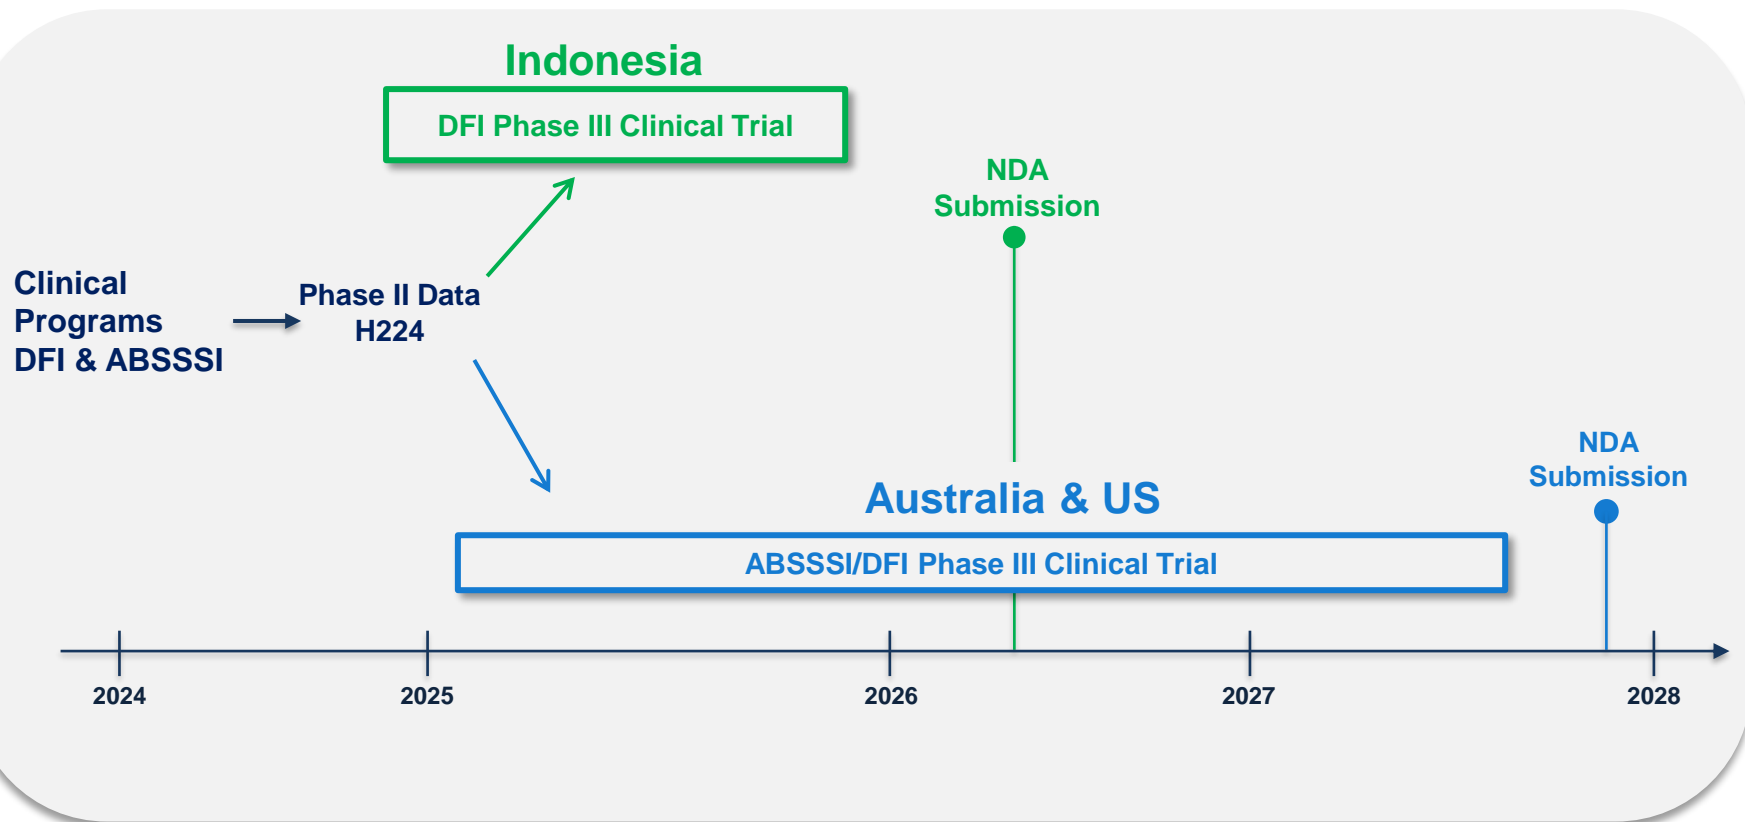 Indonesia
DFI Phase III Clinical Trial
NDA
Submission
Clinical
Programs
DFI & ABSSSI
Phase II Data
H224
NDA
Submission
Australia & US
ABSSSI/DFI Phase III Clinical Trial
2024
2025
2026
2027
2028